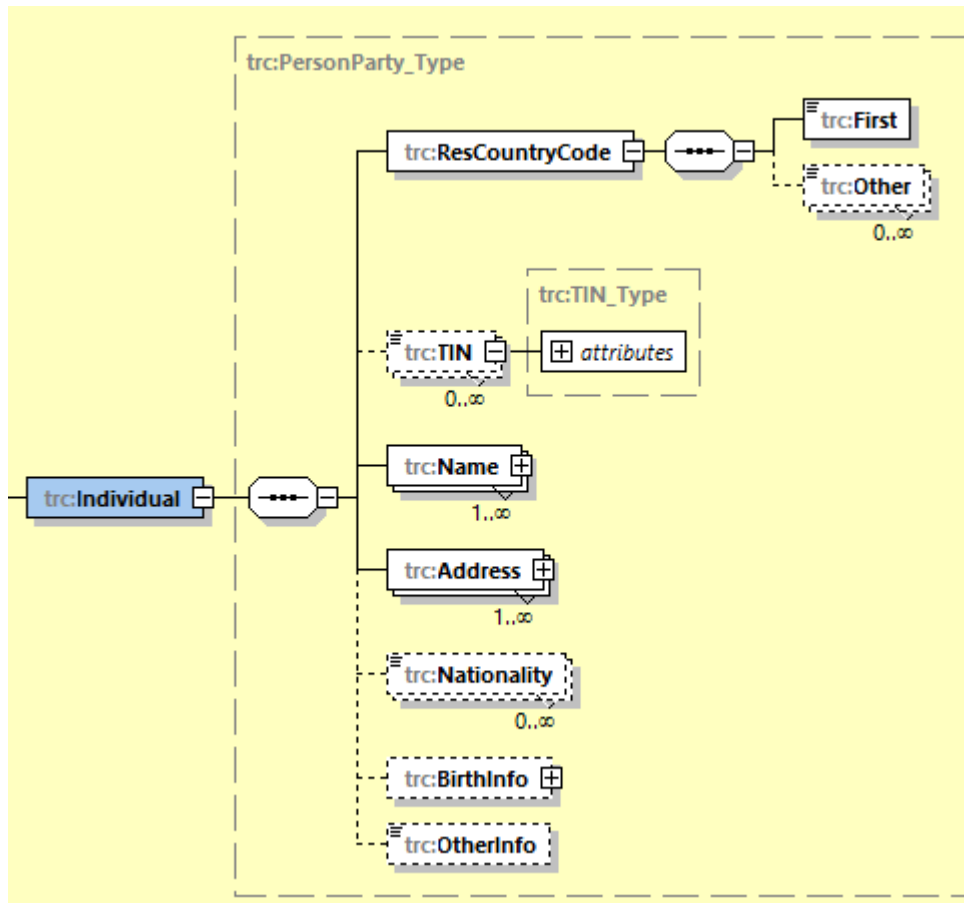 trc:PersonParty_Type
trc:ResCountryCode
trc:First
trc:Other
0..∞
trc:TIN_Type
trc:TIN
attributes
0..∞
trc:Name
1..∞
trc:Individual
trc:Address
1..∞
trc:Nationality
0..∞
trc:BirthInfo
trc:OtherInfo